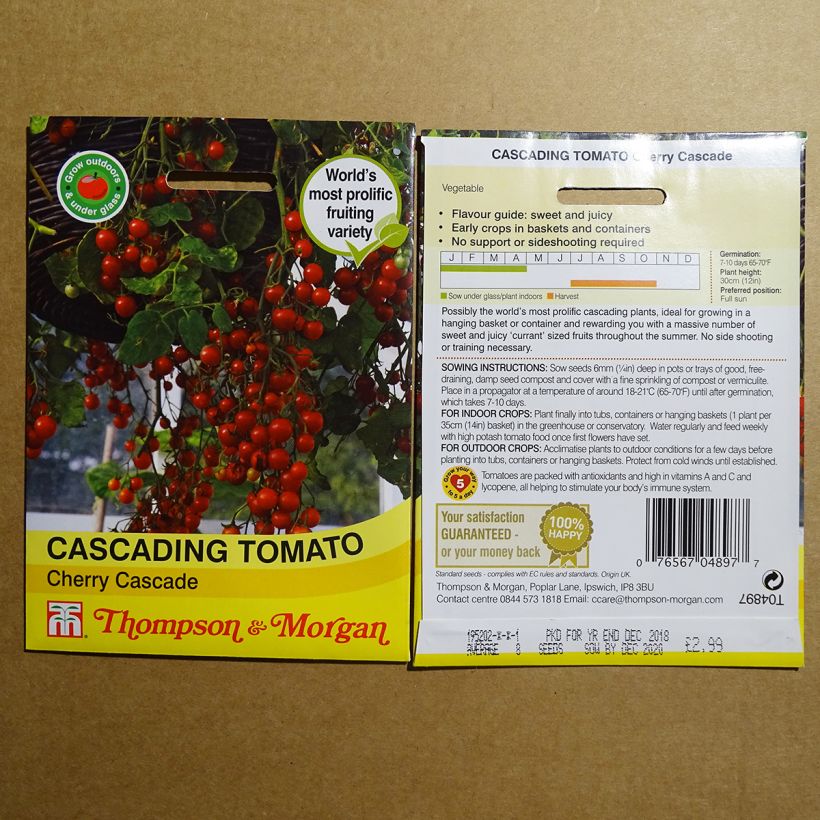 Grow outdoors
& under glass
World's
most prolific
fruiting
variety
CASCADING TOMATO
Cherry Cascade
® Thompson & Morgan
CASCADING TOMATO Cherry Cascade
Vegetable
• Flavour guide: sweet and juicy
• Early crops in baskets and containers
• No support or sideshooting required
J F M A M J J A S O N D
Sow under glass/plant indoors Harvest
Germination:
7-10 days 65-70°F
Plant height:
30cm (12in)
Preferred position:
Full sun
Possibly the world's most prolific cascading plants, ideal for growing in a
hanging basket or container and rewarding you with a massive number of
sweet and juicy 'currant' sized fruits throughout the summer. No side shooting
or training necessary.
SOWING INSTRUCTIONS: Sow seeds 6mm (¼in) deep in pots or trays of good, free-
draining, damp seed compost and cover with a fine sprinkling of compost or vermiculite.
Place in a propagator at a temperature of around 18-21°C (65-70°F) until after germination,
which takes 7-10 days.
FOR INDOOR CROPS: Plant finally into tubs, containers or hanging baskets (1 plant per
35cm (14in) basket) in the greenhouse or conservatory. Water regularly and feed weekly
with high potash tomato food once first flowers have set.
FOR OUTDOOR CROPS: Acclimatise plants to outdoor conditions for a few days before
planting into tubs, containers or hanging baskets. Protect from cold winds until established.
Grow your way
5
to 5 a day
Tomatoes are packed with antioxidants and high in vitamins A and C and
lycopene, all helping to stimulate your body's immune system.
Your satisfaction
GUARANTEED -
or your money back
100%
HAPPY
0 76567 04897 7
Standard seeds - complies with EC rules and standards. Origin UK.
Thompson & Morgan, Poplar Lane, Ipswich, IP8 3BU
Contact centre 0844 573 1818 Email: ccare@thompson-morgan.com
T04897
195202-X-X-1 PKD FOR YR END DEC 2018
AVERAGE 8 SEEDS SOW BY DEC 2020 £2.99